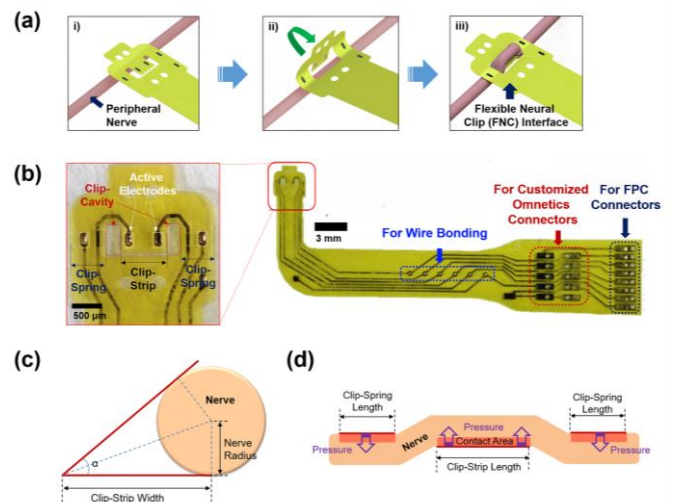 (a)
i)
ii)
iii)
Peripheral
Nerve
Flexible Neural
Clip (FNC) Interface
(b)
Clip-
Cavity
Active
Electrodes
Clip-
Spring
Clip-
Strip
Clip-
Spring
500 μm
3 mm
For Wire Bonding
For Customized
Omnetics
Connectors
For FPC
Connectors
(c)
Nerve
Nerve
Radius
α
Clip-Strip Width
(d)
Clip-Spring
Length
Clip-Spring
Length
Pressure
Nerve
Pressure
Contact Area
Pressure
Clip-Strip Length